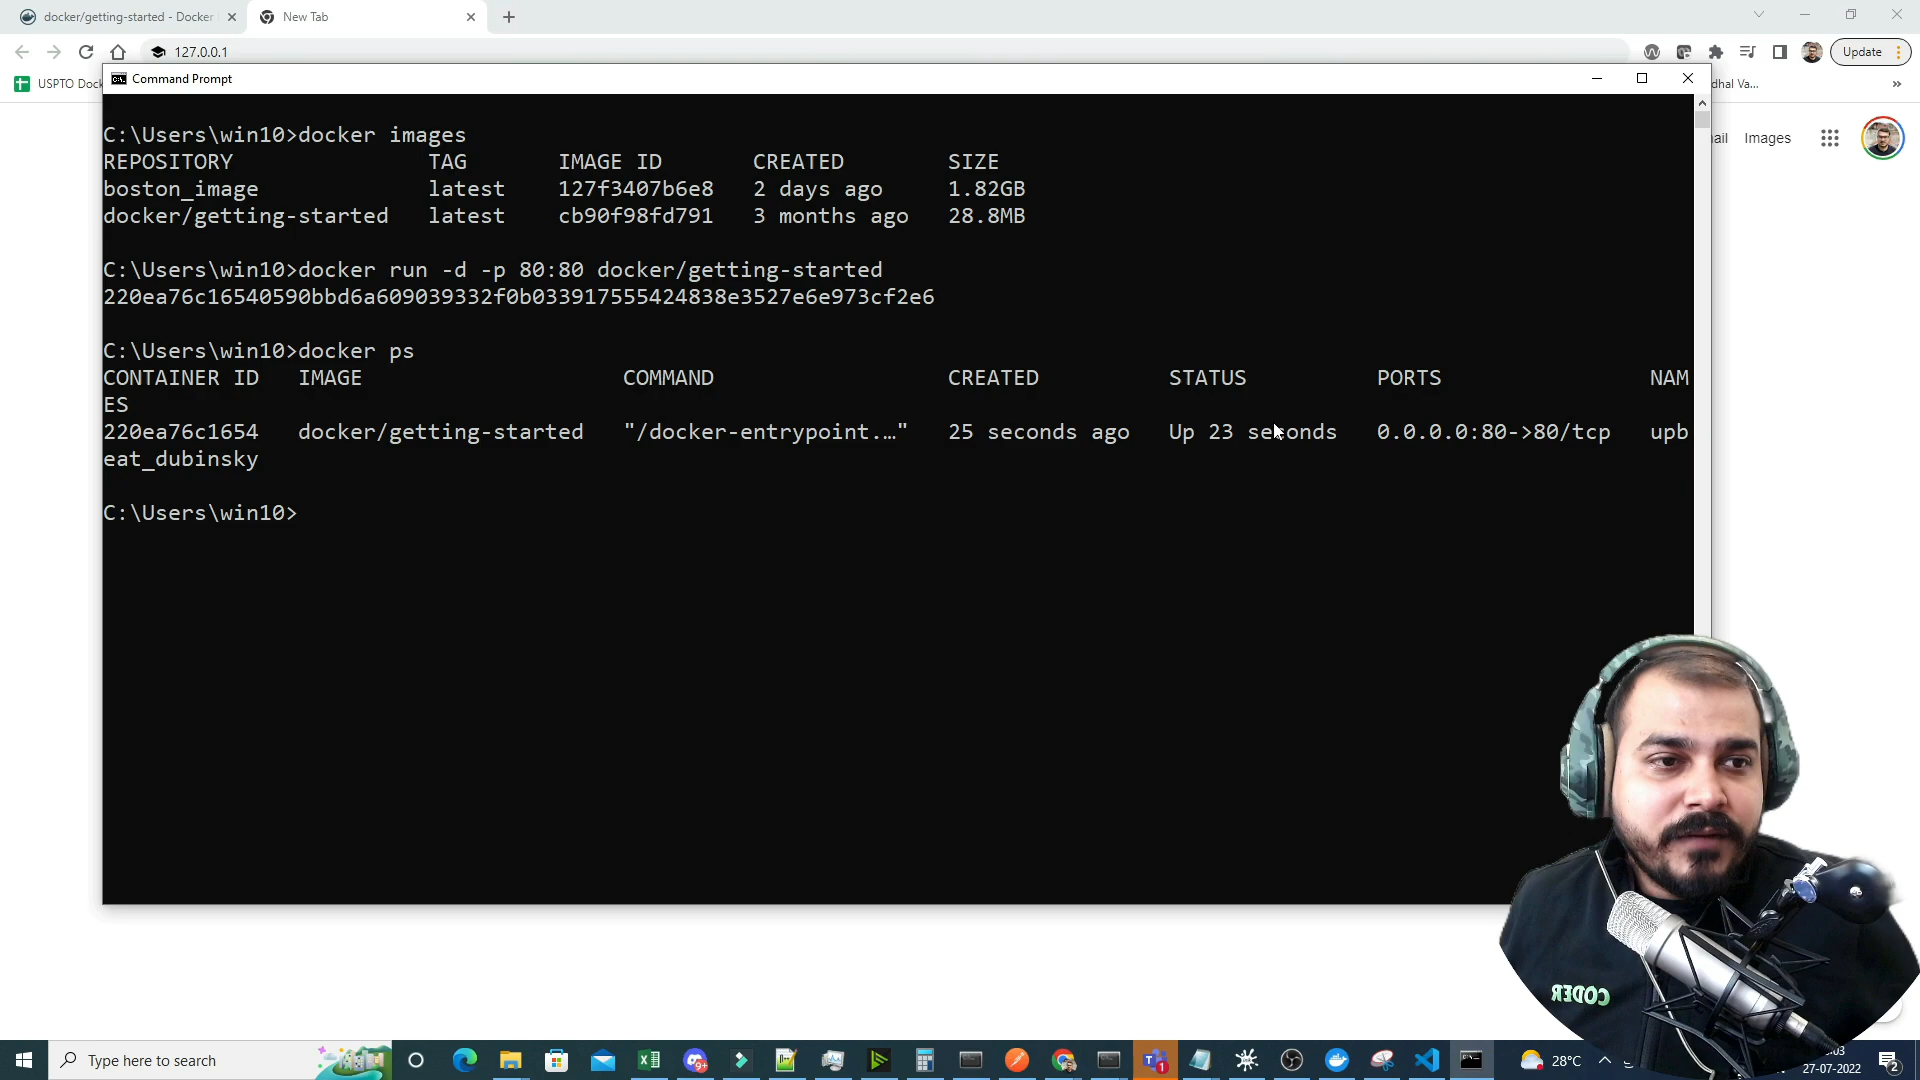 docker/getting-started - Docker
New Tab
127.0.0.1
Update
USPTO Dock
dhal Va...
Command Prompt
ail
Images
C:\Users\win10>docker images
REPOSITORY TAG IMAGE ID CREATED SIZE
boston_image latest 127f3407b6e8 2 days ago 1.82GB
docker/getting-started latest cb90f98fd791 3 months ago 28.8MB
C:\Users\win10>docker run -d -p 80:80 docker/getting-started
220ea76c16540590bbd6a609039332f0b033917555424838e3527e6e973cf2e6
C:\Users\win10>docker ps
CONTAINER ID IMAGE COMMAND CREATED STATUS PORTS NAM
ES
220ea76c1654 docker/getting-started "/docker-entrypoint.…" 25 seconds ago Up 23 seconds 0.0.0.0:80->80/tcp upb
eat_dubinsky
C:\Users\win10>
CODER
Type here to search
28°C
27-07-2022
2